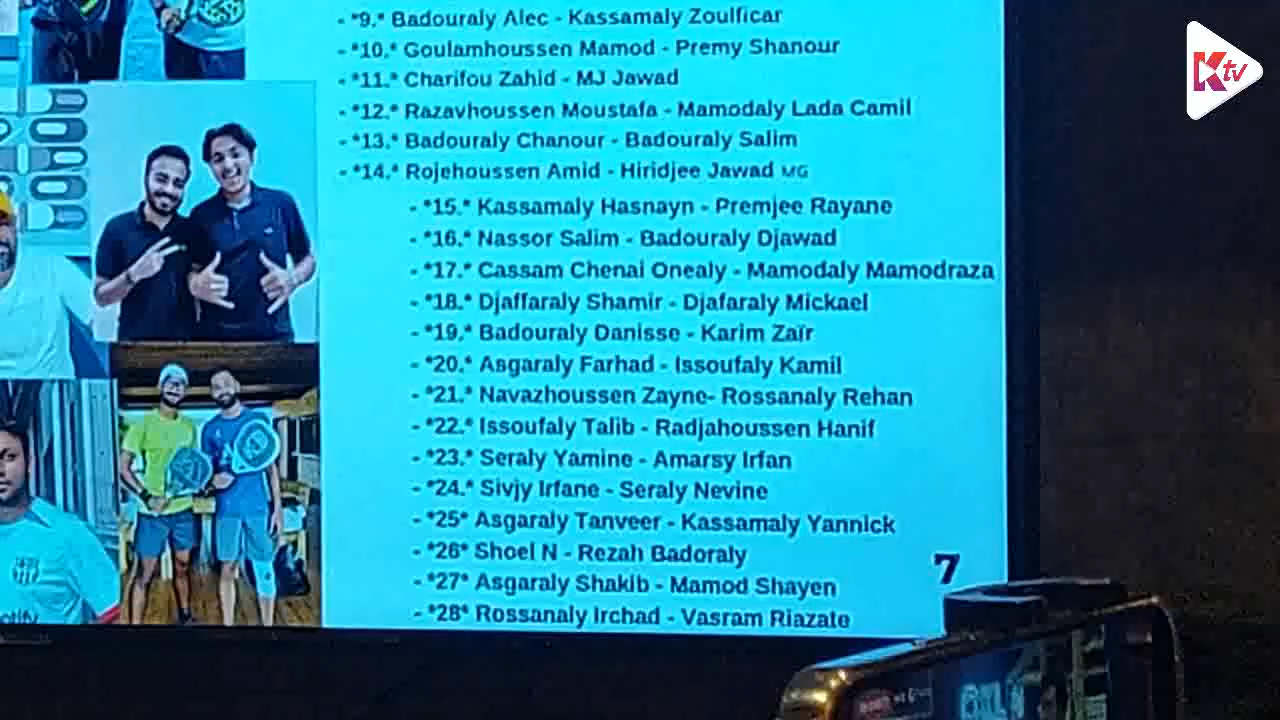 K tv
- *9.* Badouraly Alec - Kassamaly Zoulficar
- *10.* Goulamhoussen Mamod - Premy Shanour
- *11.* Charifou Zahid - MJ Jawad
- *12.* Razavhoussen Moustafa - Mamodaly Lada Camil
- *13.* Badouraly Chanour - Badouraly Salim
- *14.* Rojehoussen Amid - Hiridjee Jawad MG
- *15.* Kassamaly Hasnayn - Premjee Rayane
- *16.* Nassor Salim - Badouraly Djawad
- *17.* Cassam Chenai Onealy - Mamodaly Mamodraza
- *18.* Djaffaraly Shamir - Djafaraly Mickael
- *19.* Badouraly Danisse - Karim Zaïr
- *20.* Asgaraly Farhad - Issoufaly Kamil
- *21.* Navazhoussen Zayne- Rossanaly Rehan
- *22.* Issoufaly Talib - Radjahoussen Hanif
- *23.* Seraly Yamine - Amarsy Irfan
- *24.* Sivjy Irfane - Seraly Nevine
- *25* Asgaraly Tanveer - Kassamaly Yannick
- *26* Shoel N - Rezah Badoraly
- *27* Asgaraly Shakib - Mamod Shayen
- *28* Rossanaly Irchad - Vasram Riazate
7